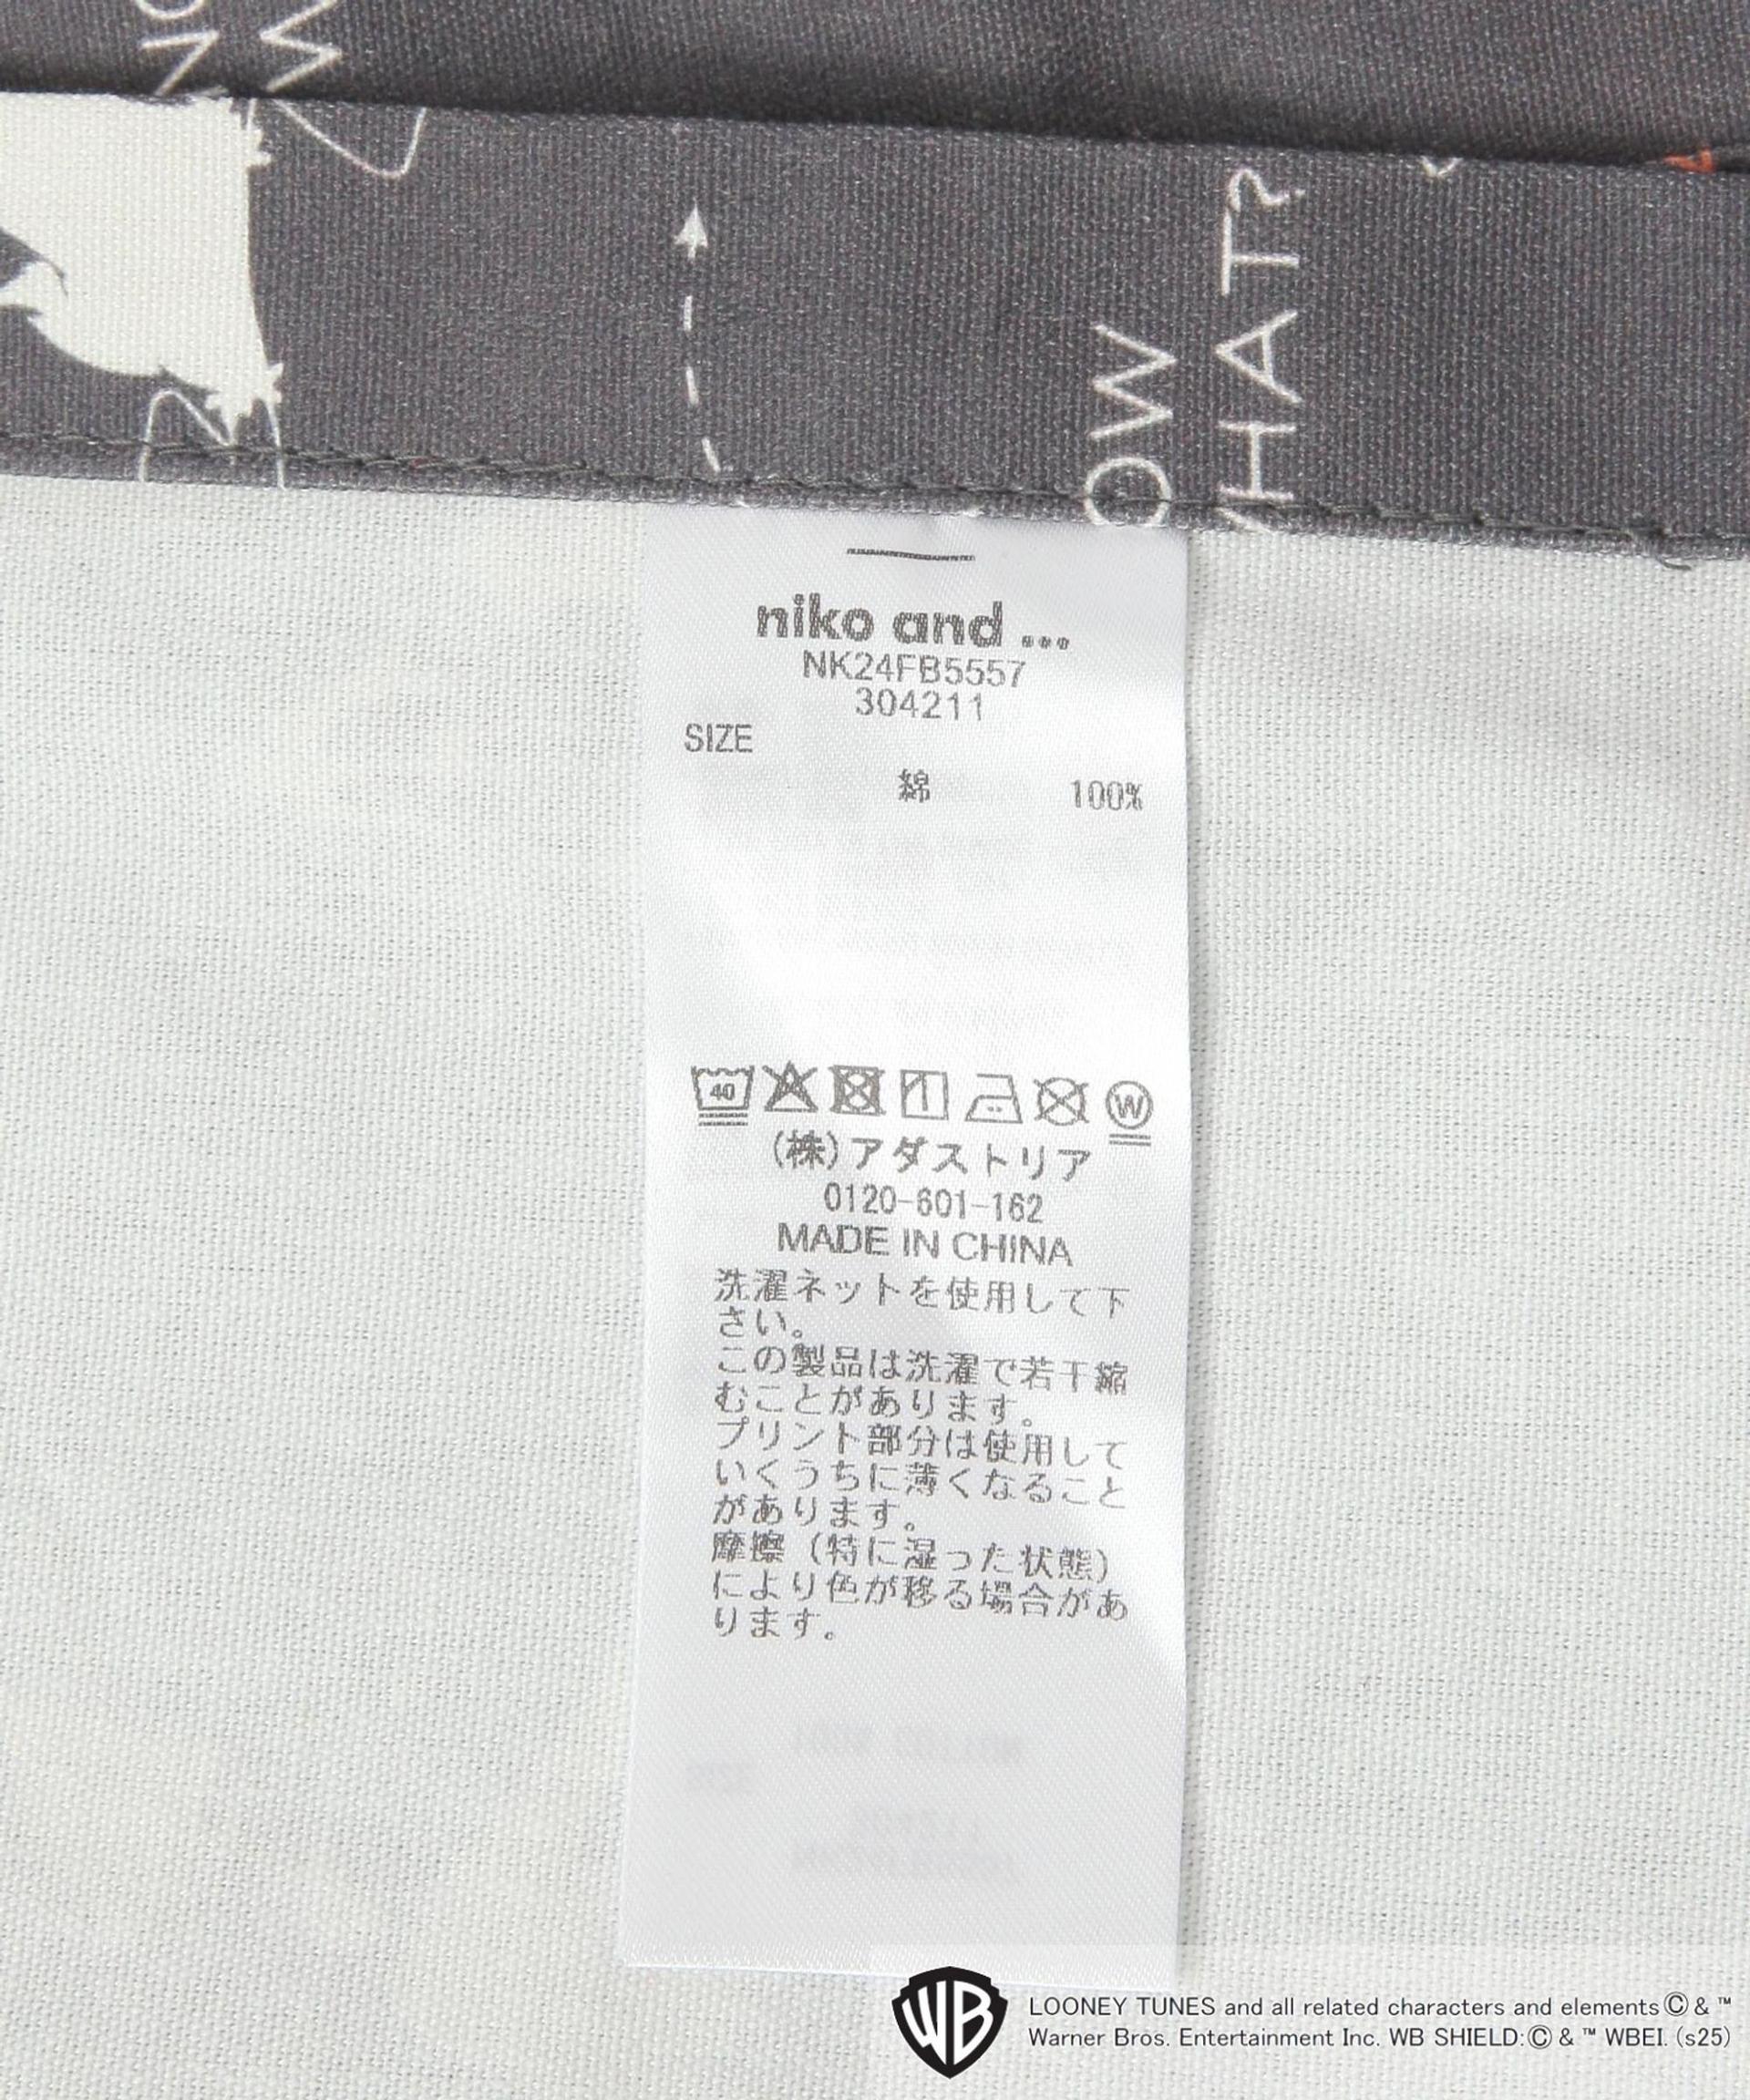 OW
WHAT?
niko and ...
NK24FB5557
304211
SIZE
綿 100%
40
W
(株)アダストリア
0120-601-162
MADE IN CHINA
洗濯ネットを使用して下
さい。
この製品は洗濯で若干縮
むことがあります。
プリント部分は使用して
いくうちに薄くなること
があります。
摩擦（特に湿った状態）
により色が移る場合があ
ります。
WB
LOONEY TUNES and all related characters and elements © & ™
Warner Bros. Entertainment Inc. WB SHIELD: © & ™ WBEI. (s25)